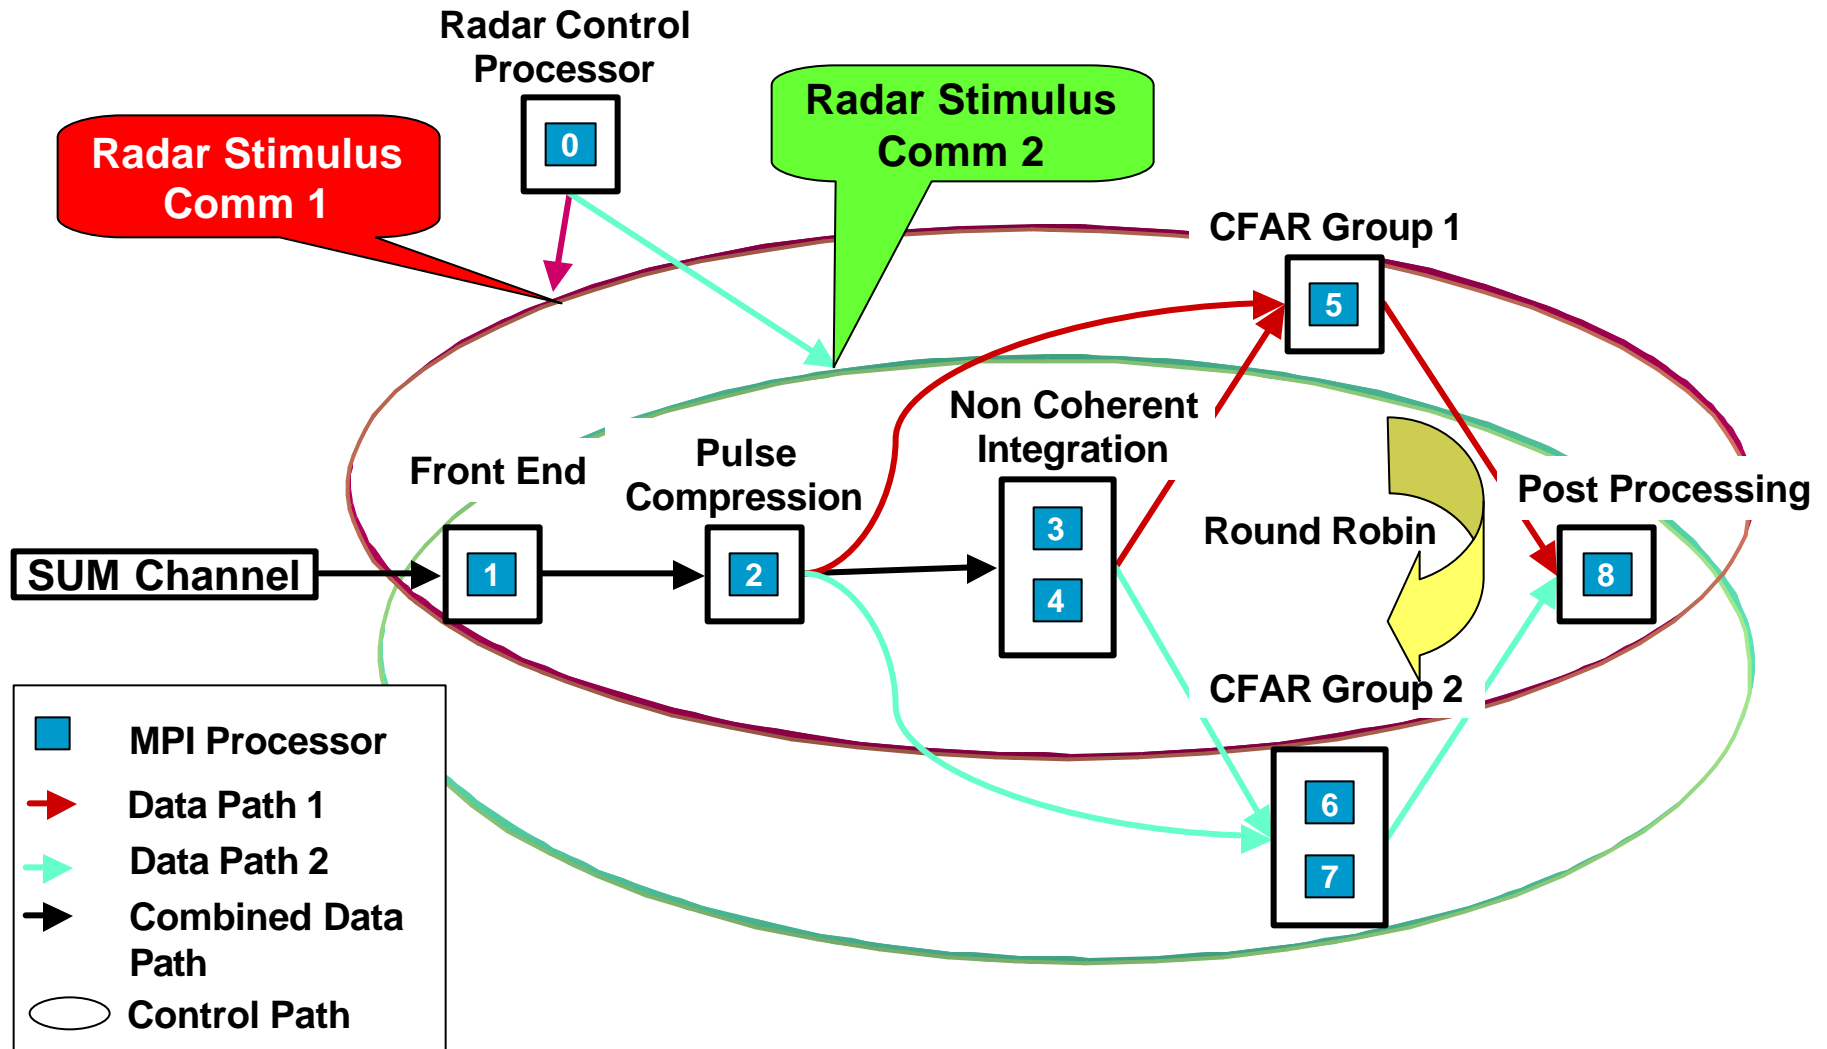 Radar Control
Processor
0
Radar Stimulus
Comm 1
Radar Stimulus
Comm 2
CFAR Group 1
5
Non Coherent
Integration
3
4
Pulse
Compression
2
Front End
1
SUM Channel
Round Robin
Post Processing
8
CFAR Group 2
6
7
MPI Processor
Data Path 1
Data Path 2
Combined Data
Path
Control Path